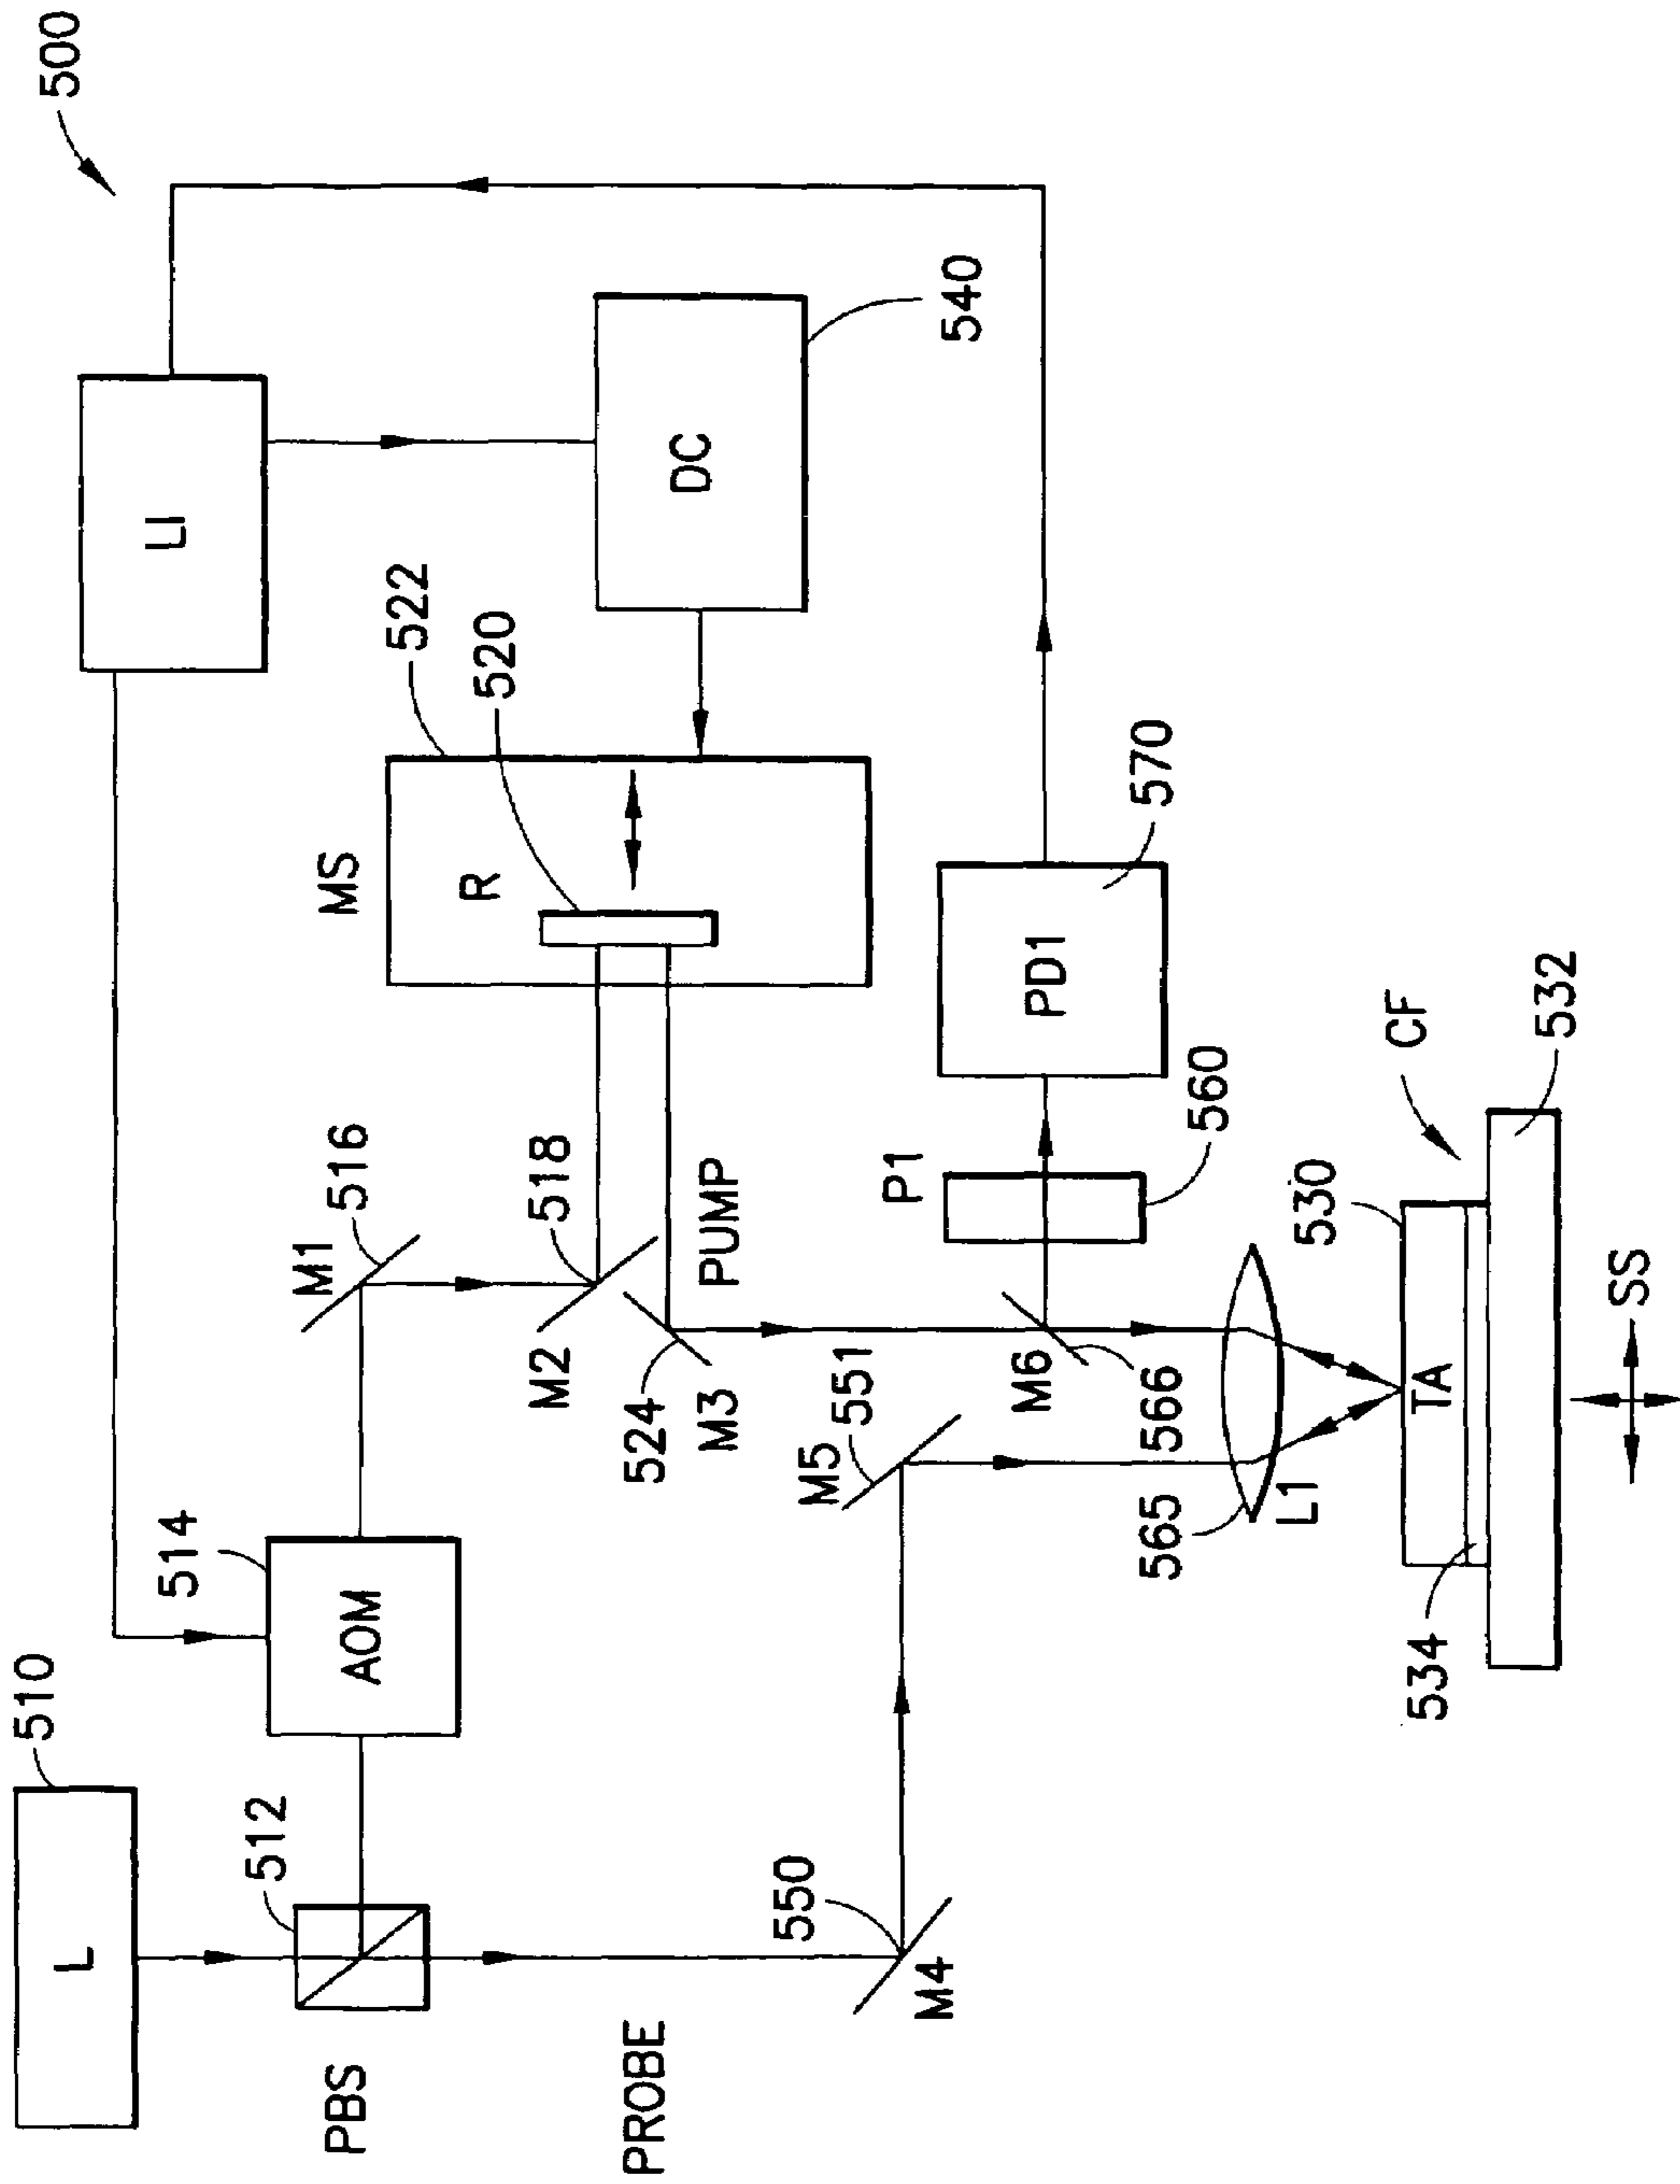 500
510
L
512
PBS
PROBE
514
AOM
M1
516
LI
MS
522
R
520
DC
540
M2
518
524
M3
PUMP
550
M4
M5
551
M6
566
P1
560
PD1
570
565
L1
530
CF
TA
534
532
SS